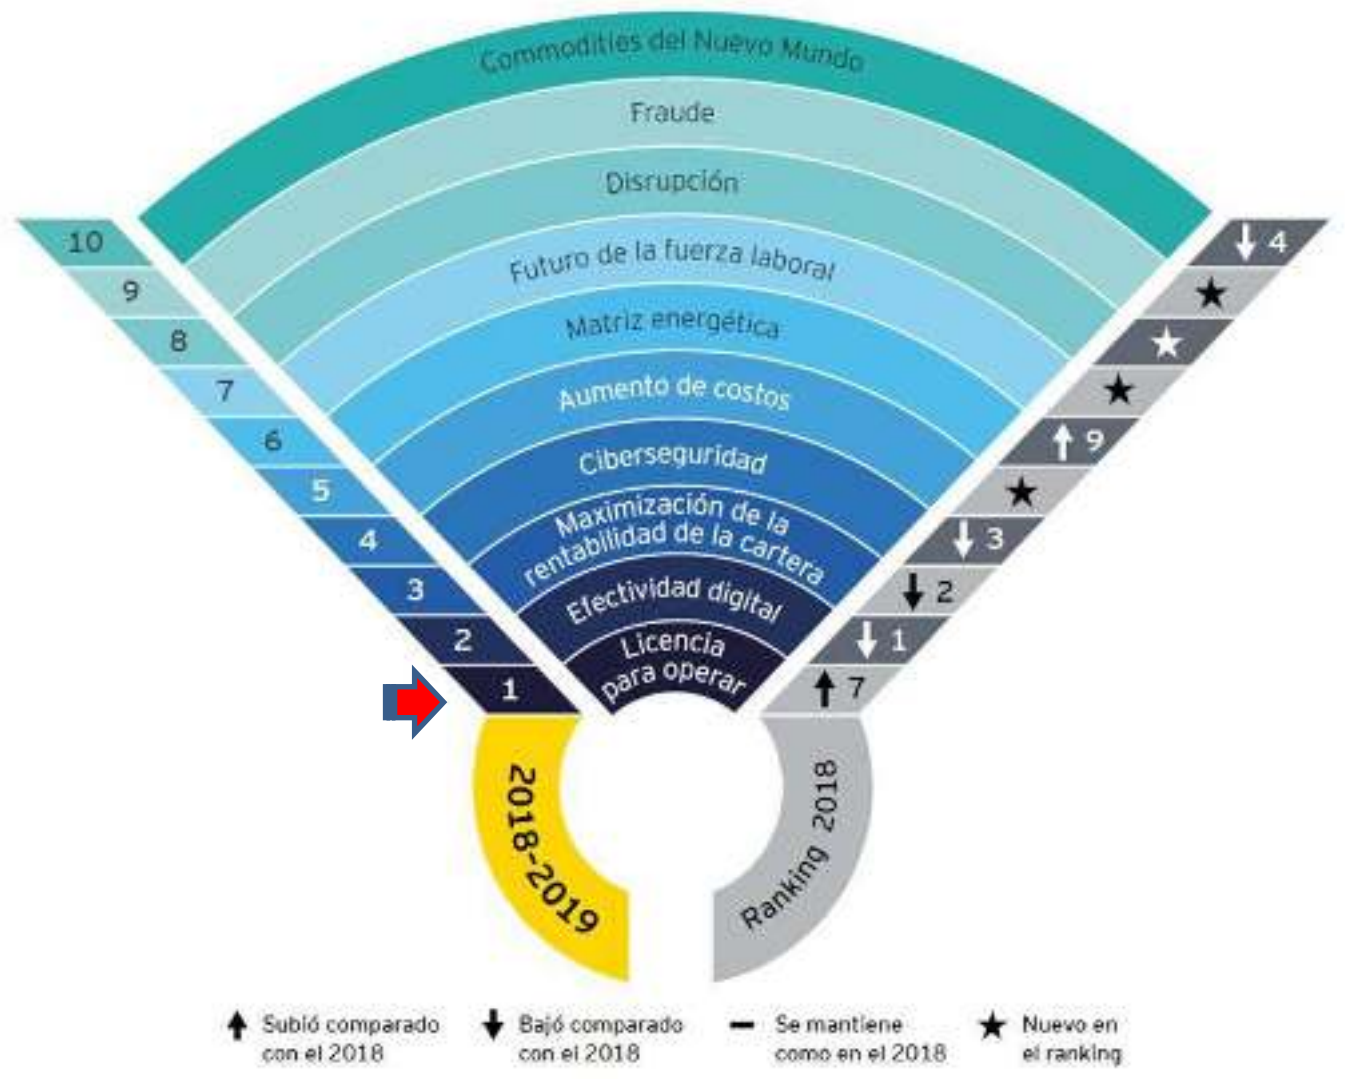 Commodities del Nuevo Mundo
Fraude
Disrupción
Futuro de la fuerza laboral
Matriz energética
Aumento de costos
Ciberseguridad
Maximización de la
rentabilidad de la cartera
Efectividad digital
Licencia
para operar
10
9
8
7
6
5
4
3
2
1
4
9
3
2
1
7
2018-2019
Ranking 2018
Subió comparado
con el 2018
Bajó comparado
con el 2018
Se mantiene
como en el 2018
Nuevo en
el ranking